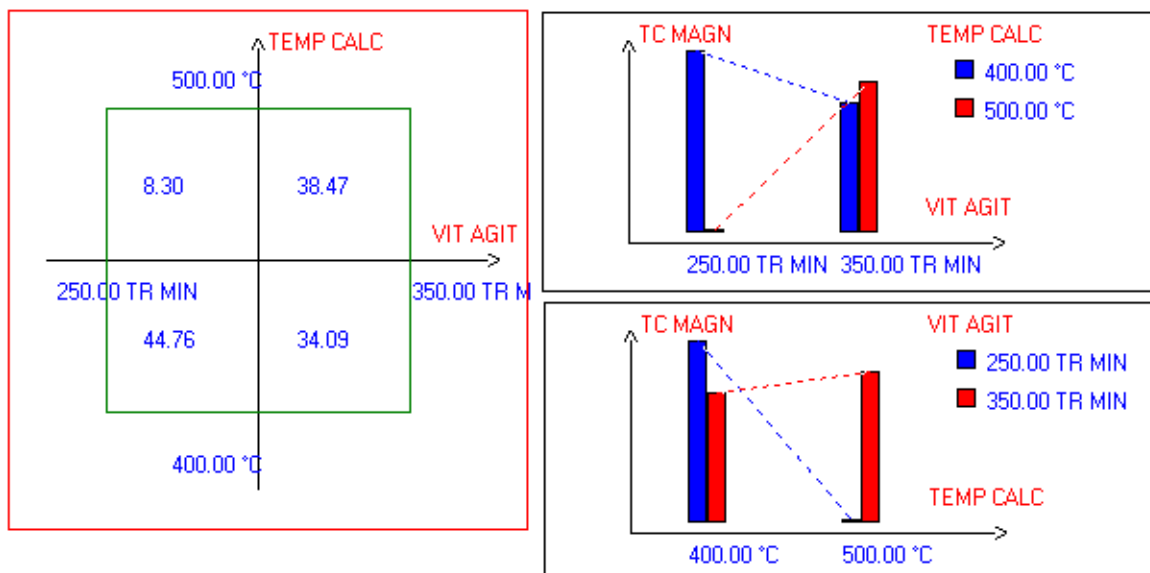 TEMP CALC
500.00 °C
8.30 38.47
VIT AGIT
250.00 TR MIN 350.00 TR M
44.76 34.09
400.00 °C
TC MAGN TEMP CALC
400.00 °C
500.00 °C
VIT AGIT
250.00 TR MIN 350.00 TR MIN
TC MAGN VIT AGIT
250.00 TR MIN
350.00 TR MIN
TEMP CALC
400.00 °C 500.00 °C